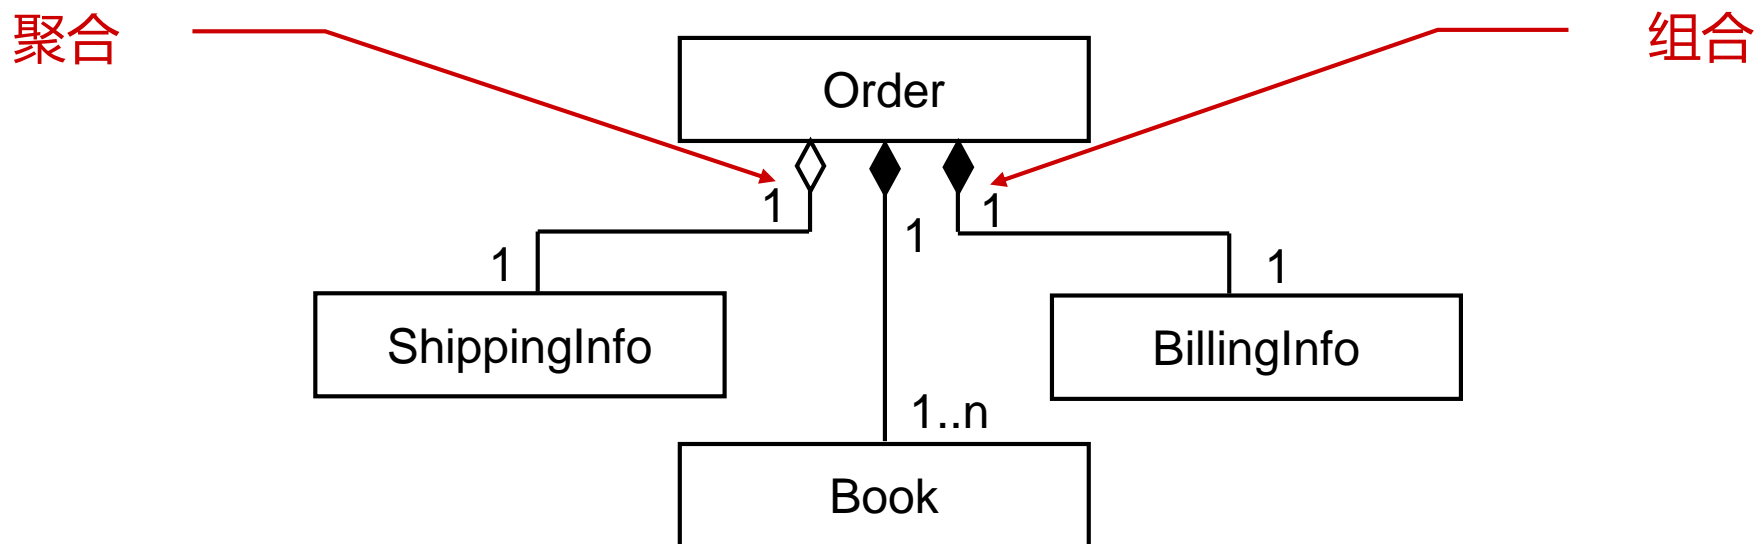 聚合
组合
Order
1
1
1
1
1
ShippingInfo
BillingInfo
1..n
Book